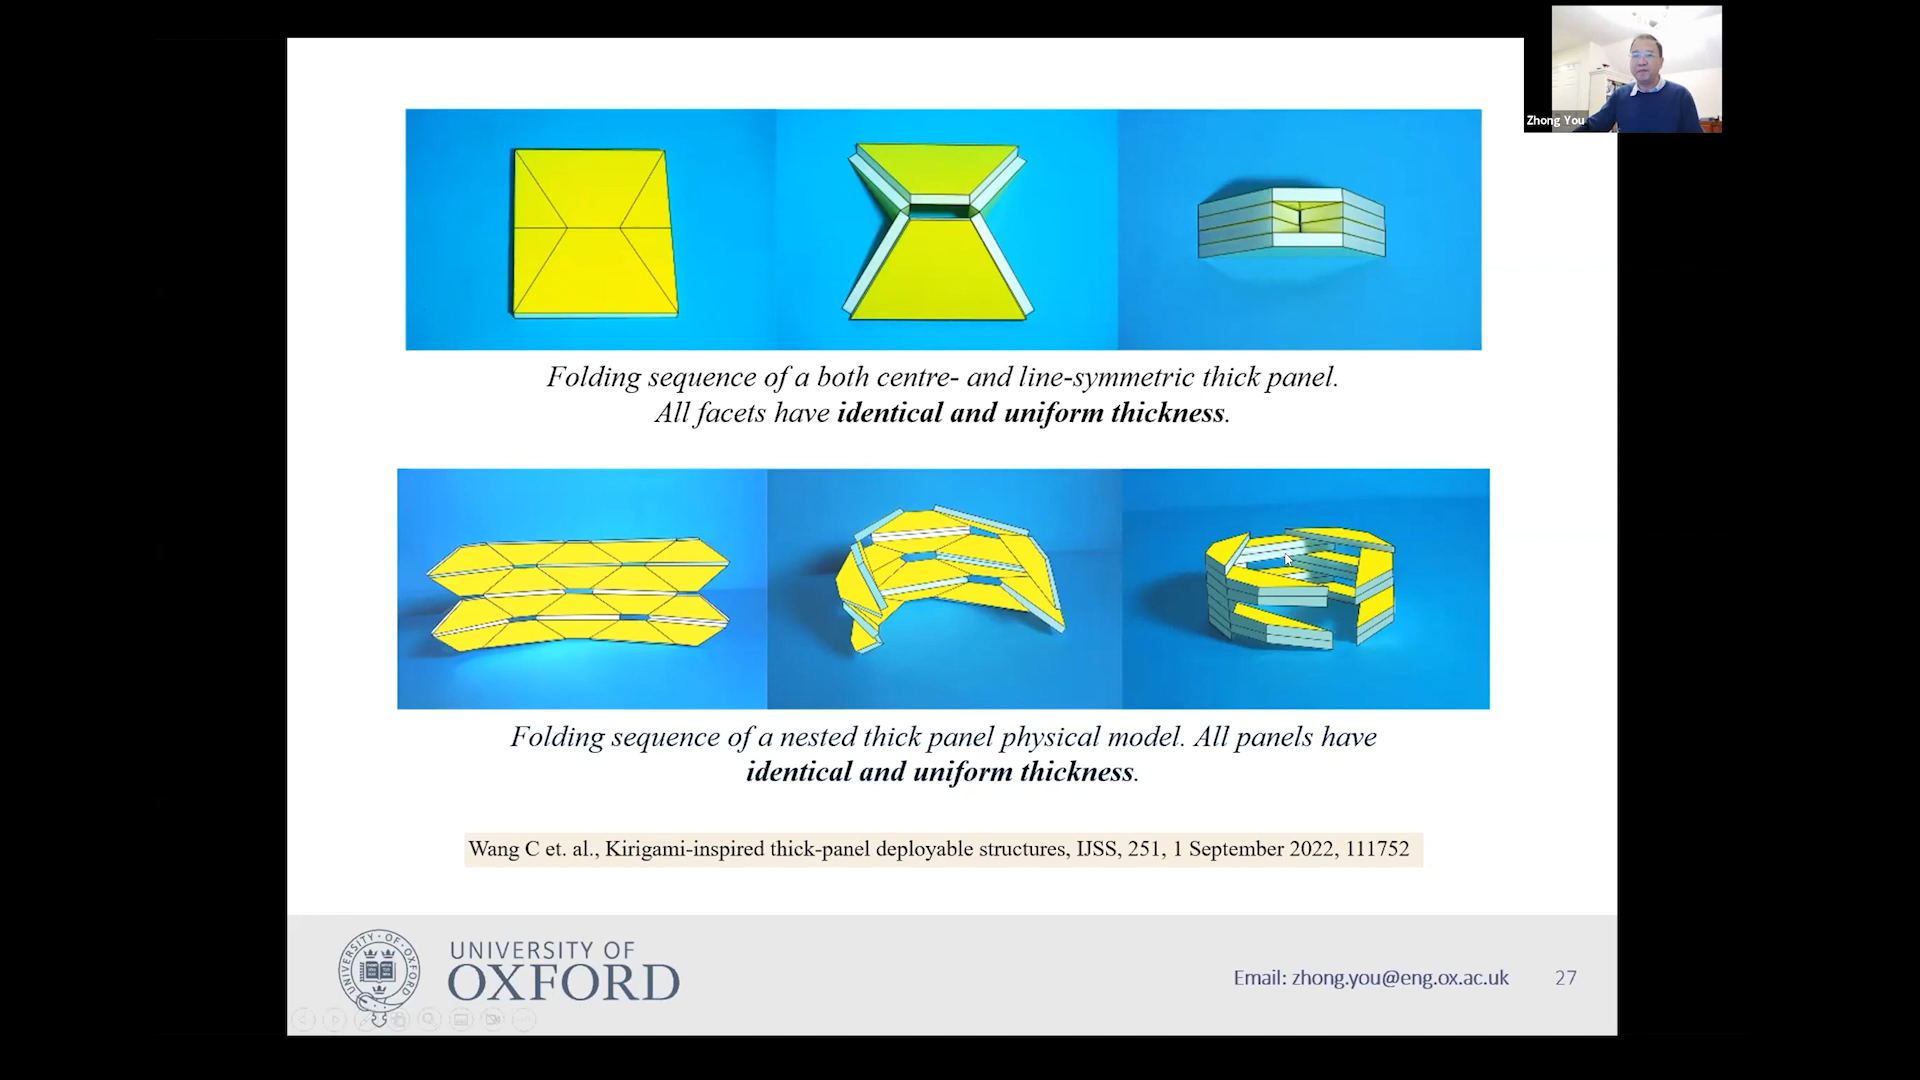 Zhong You
Folding sequence of a both centre- and line-symmetric thick panel.
All facets have identical and uniform thickness.
Folding sequence of a nested thick panel physical model. All panels have
identical and uniform thickness.
Wang C et. al., Kirigami-inspired thick-panel deployable structures, IJSS, 251, 1 September 2022, 111752
UNIVERSITY OF
OXFORD
UNIVERSITY·OF·OXFORD
Email: zhong.you@eng.ox.ac.uk
27